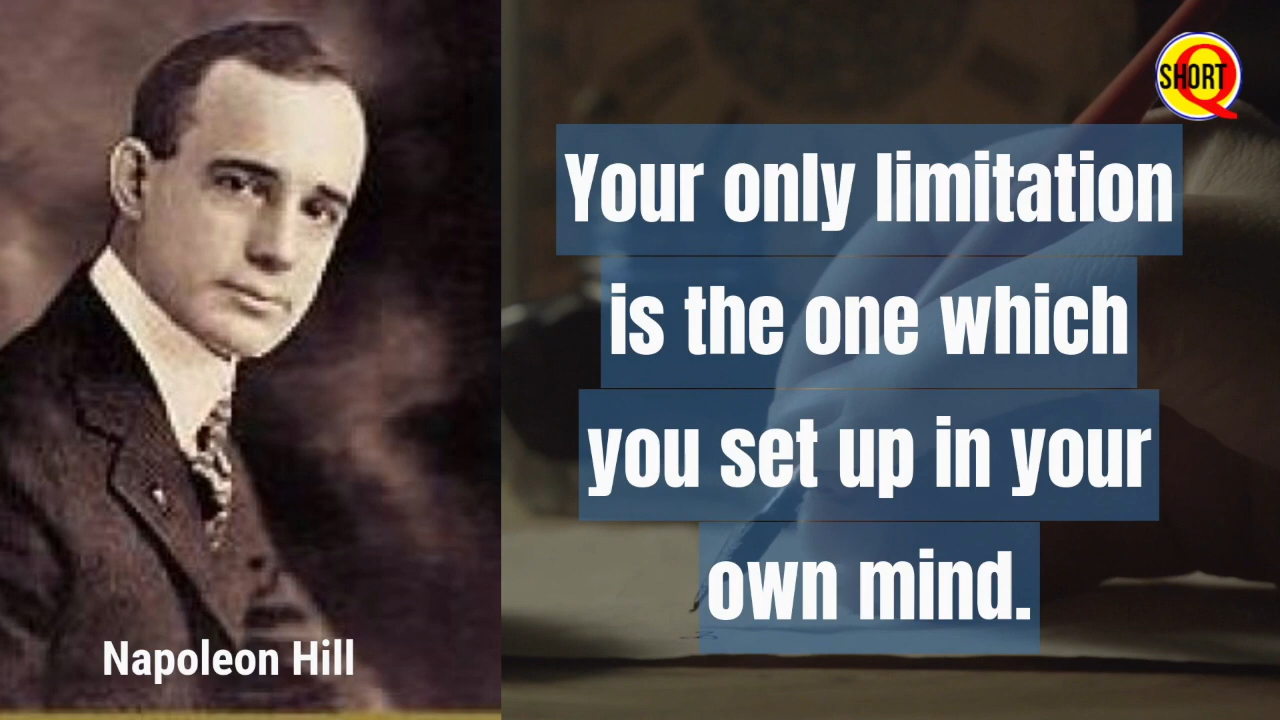 SHORT Q
Your only limitation
is the one which
you set up in your
own mind.
Napoleon Hill